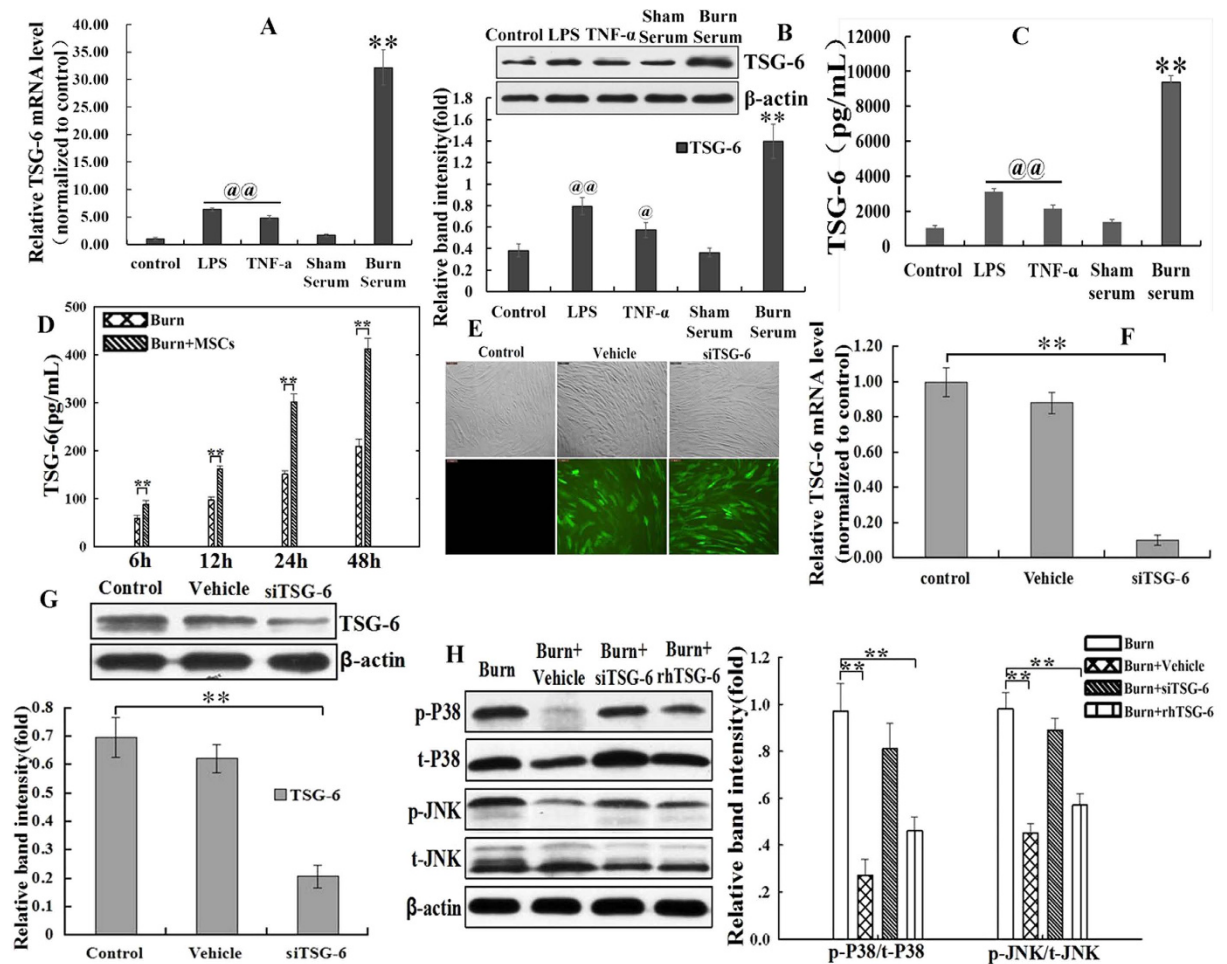 A
Relative TSG-6 mRNA level
(normalized to control)
40.00
35.00
30.00
25.00
20.00
15.00
10.00
5.00
0.00
@@
**
control LPS TNF-a Sham Burn
Serum Serum
B
Control LPS TNF-α Sham Burn
Serum Serum
TSG-6
β-actin
Relative band intensity(fold)
1.8
1.6
1.4
1.2
1
0.8
0.6
0.4
0.2
0
TSG-6
@@
@
**
Control LPS TNF-α Sham Burn
Serum Serum
C
TSG-6 (pg/mL)
12000
10000
8000
6000
4000
2000
0
@@
**
Control LPS TNF-α Sham Burn
serum serum
D
TSG-6(pg/mL)
500
400
300
200
100
0
Burn
Burn+MSCs
**
**
**
**
6h 12h 24h 48h
E
Control Vehicle siTSG-6
F
Relative TSG-6 mRNA level
(normalized to control)
1.20
1.00
0.80
0.60
0.40
0.20
0.00
**
control Vehicle siTSG-6
G
Control Vehicle siTSG-6
TSG-6
β-actin
Relative band intensity(fold)
0.8
0.7
0.6
0.5
0.4
0.3
0.2
0.1
0
**
TSG-6
Control Vehicle siTSG-6
H
Burn Burn+ Burn+ Burn+
Vehicle siTSG-6 rhTSG-6
p-P38
t-P38
p-JNK
t-JNK
β-actin
Relative band intensity(fold)
1.2
1.0
.8
.6
.4
.2
0.0
**
**
**
**
Burn
Burn+Vehicle
Burn+siTSG-6
Burn+rhTSG-6
p-P38/t-P38 p-JNK/t-JNK